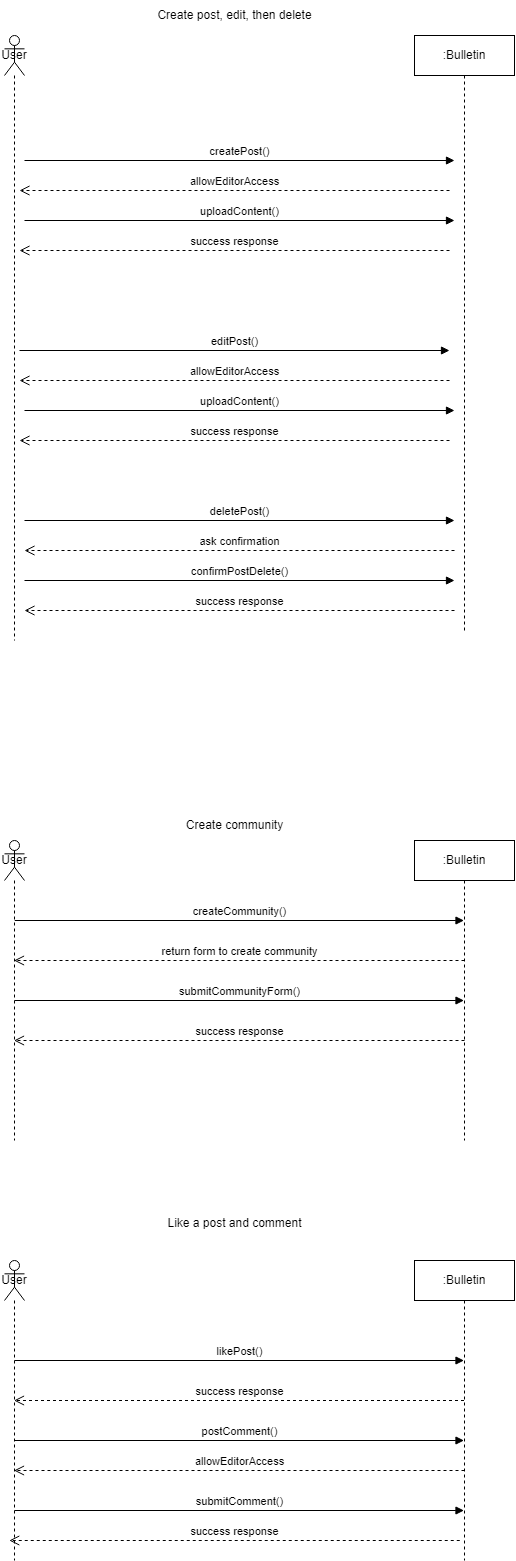 Create post, edit, then delete
User
:Bulletin
createPost()
allowEditorAccess
uploadContent()
success response
editPost()
allowEditorAccess
uploadContent()
success response
deletePost()
ask confirmation
confirmPostDelete()
success response
Create community
User
:Bulletin
createCommunity()
return form to create community
submitCommunityForm()
success response
Like a post and comment
User
:Bulletin
likePost()
success response
postComment()
allowEditorAccess
submitComment()
success response